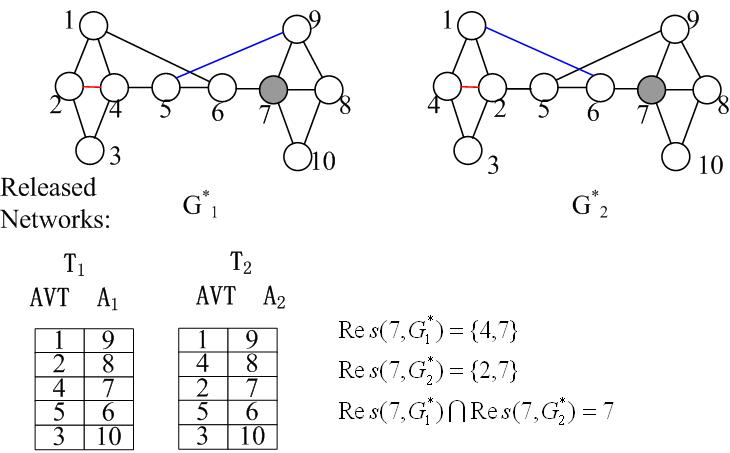 1 9 1 9
2 4 5 6 7 8 4 2 5 6 7 8
3 10 3 10
Released
Networks:
G*1 G*2
T1 T2
AVT A1 AVT A2
1 9 1 9
2 8 4 8
4 7 2 7
5 6 5 6
3 10 3 10
Res(7,G*1)={4,7}
Res(7,G*2)={2,7}
Res(7,G*1)⋂Res(7,G*2)=7